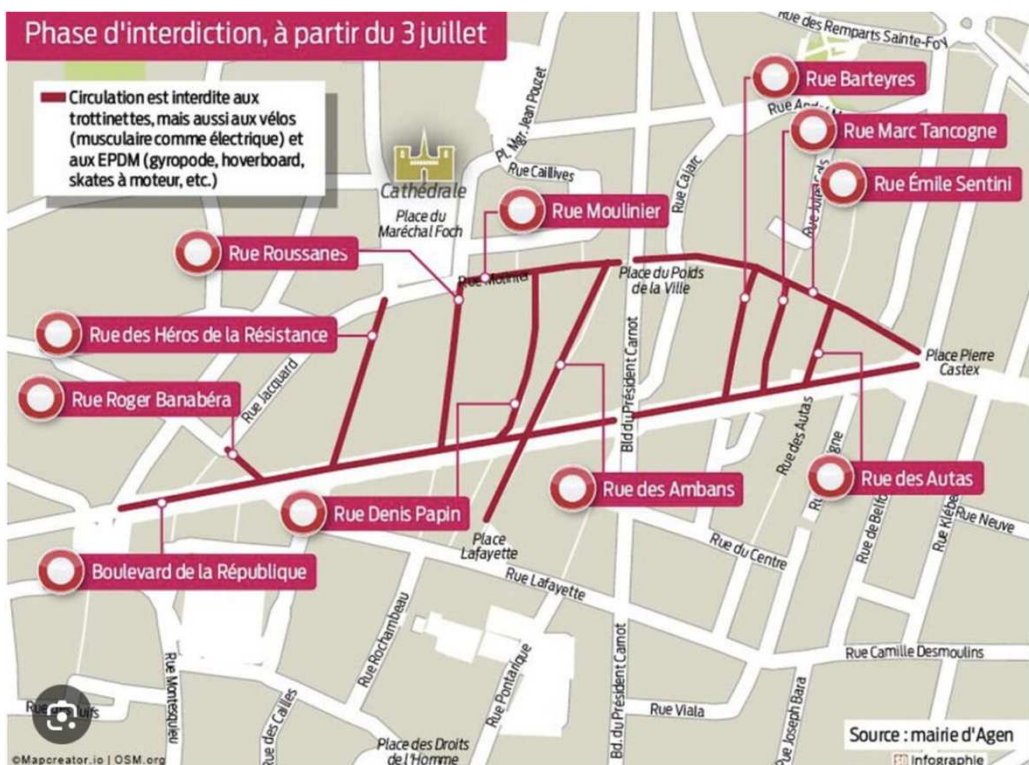 Phase d'interdiction, à partir du 3 juillet
Circulation est interdite aux
trottinettes, mais aussi aux vélos
(musculaire comme électrique) et
aux EPDM (gyropode, hoverboard,
skates à moteur, etc.)
Rue des Remparts Sainte-Foy
Rue Barteyres
Rue André
Rue Marc Tancogne
Rue Jules
Rue Émile Sentini
Pl. Mgr. Jean Pouzet
Rue Caillives
Rue Cajarc
Cathédrale
Place du
Maréchal Foch
Rue Moulinier
Rue Roussanes
Rue Moulinier
Place du Poids
de la Ville
Rue des Héros de la Résistance
Place Pierre
Castex
Rue Jacquard
Bld du Président Carnot
Rue Roger Banabéra
Rue des Autas
Rue des Ambans
Rue des Autas
Rue Denis Papin
Rue de
Rue Kléber
Rue Neuve
Place
Lafayette
Rue du Centre
Boulevard de la République
Rue Lafayette
Rue Rochambeau
Rue Camille Desmoulins
Rue Montesquieu
Rue des Cailles
Rue Pontarique
Bd. du Président Carnot
Rue Viala
Rue Joseph Bara
Place des Droits
de l'Homme
Source : mairie d'Agen
©Mapcreator.io | OSM.org
Infographie